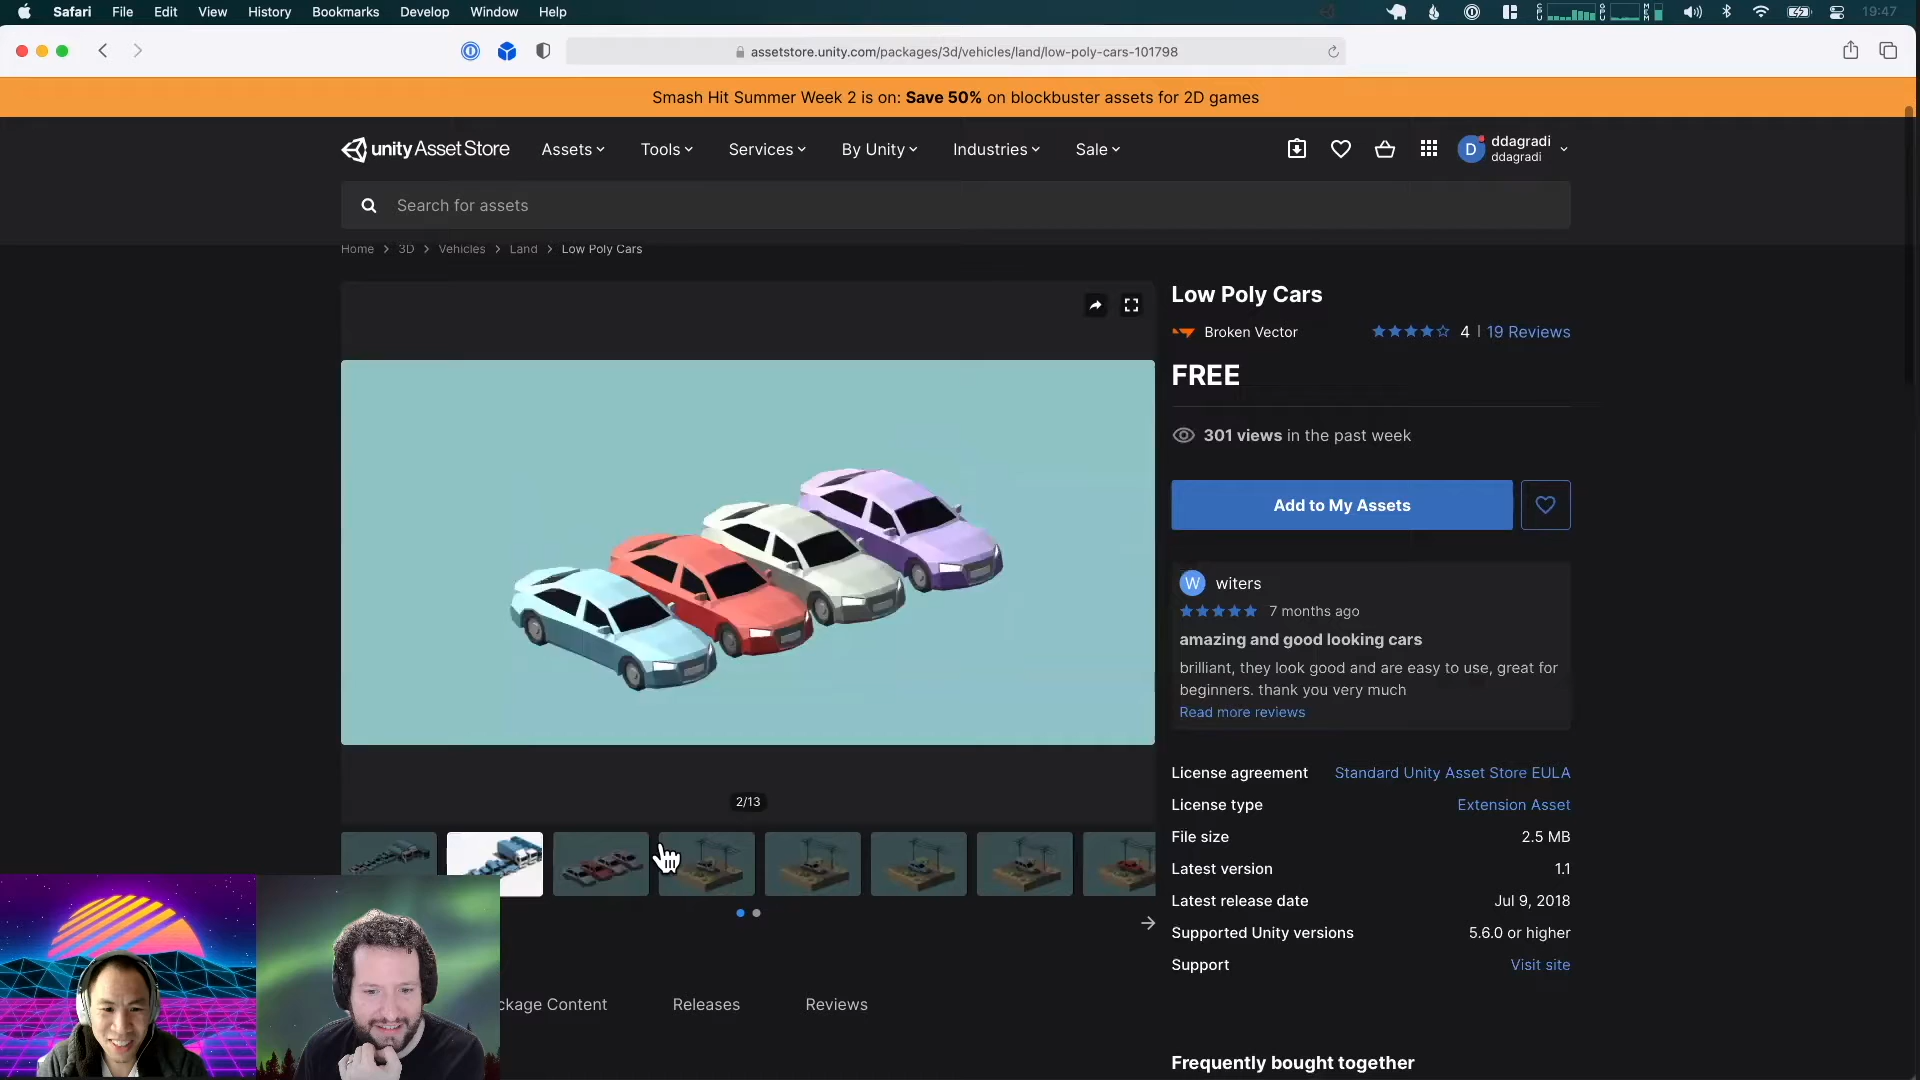 Safari File Edit View History Bookmarks Develop Window Help 19:47
assetstore.unity.com/packages/3d/vehicles/land/low-poly-cars-101798
Smash Hit Summer Week 2 is on: Save 50% on blockbuster assets for 2D games
unity Asset Store Assets Tools Services By Unity Industries Sale
D ddagradi
ddagradi
Search for assets
Home > 3D > Vehicles > Land > Low Poly Cars
Low Poly Cars
Broken Vector 4 | 19 Reviews
FREE
301 views in the past week
Add to My Assets
W witers
7 months ago
amazing and good looking cars
brilliant, they look good and are easy to use, great for
beginners. thank you very much
Read more reviews
License agreement Standard Unity Asset Store EULA
License type Extension Asset
File size 2.5 MB
Latest version 1.1
Latest release date Jul 9, 2018
Supported Unity versions 5.6.0 or higher
Support Visit site
2/13
ckage Content Releases Reviews
Frequently bought together